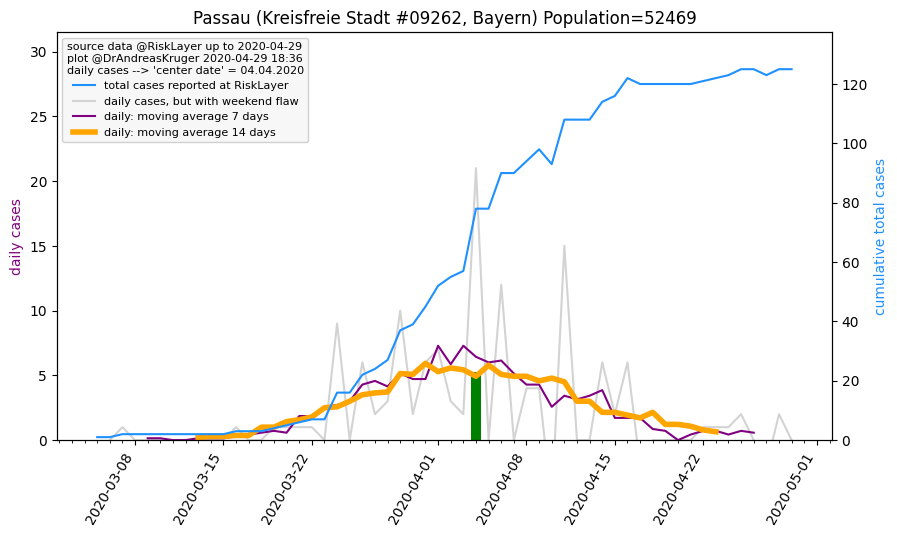 Passau (Kreisfreie Stadt #09262, Bayern) Population=52469
source data @RiskLayer up to 2020-04-29
plot @DrAndreasKruger 2020-04-29 18:36
daily cases --> 'center date' = 04.04.2020
total cases reported at RiskLayer
daily cases, but with weekend flaw
daily: moving average 7 days
daily: moving average 14 days
daily cases
30
25
20
15
10
5
0
cumulative total cases
120
100
80
60
40
20
0
2020-03-08
2020-03-15
2020-03-22
2020-04-01
2020-04-08
2020-04-15
2020-04-22
2020-05-01